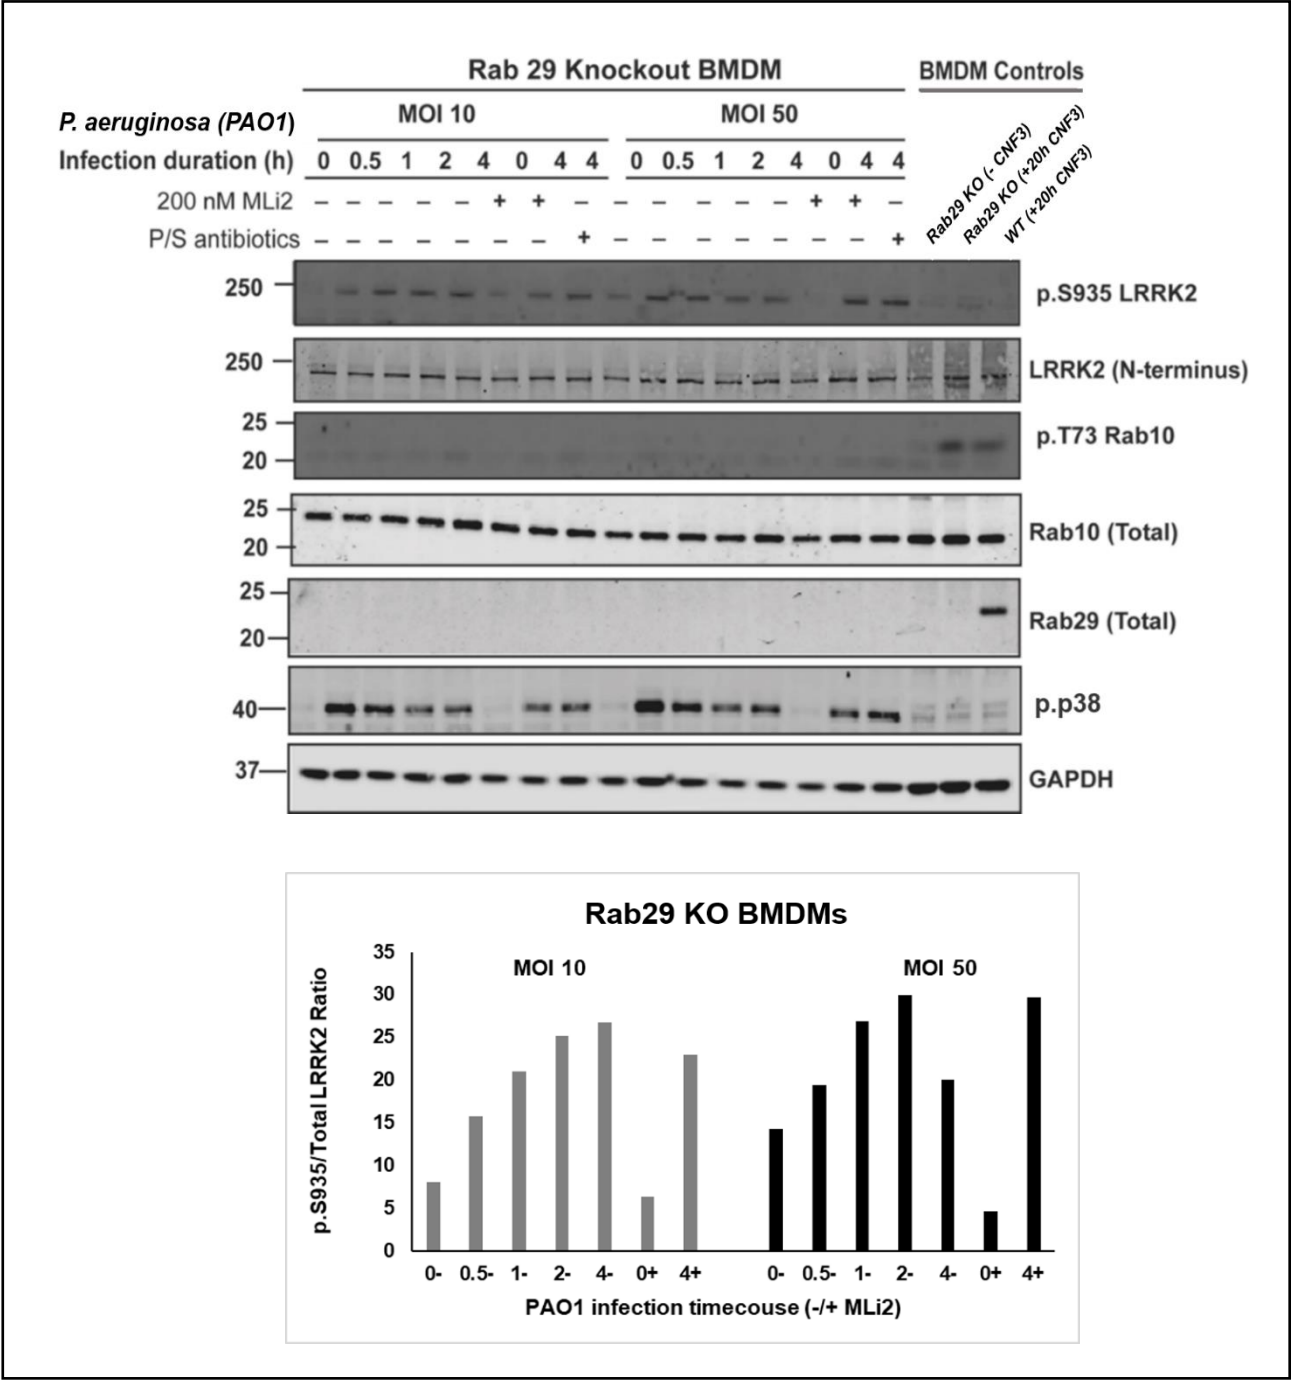 Rab 29 Knockout BMDM
BMDM Controls
P. aeruginosa (PAO1)
MOI 10
MOI 50
Infection duration (h) 0 0.5 1 2 4 0 4 4 0 0.5 1 2 4 0 4 4
200 nM MLi2 – – – – – + + – – – – – – + + –
P/S antibiotics – – – – – – – + – – – – – – – +
Rab29 KO (- CNF3)
Rab29 KO (+20h CNF3)
WT (+20h CNF3)
250
p.S935 LRRK2
250
LRRK2 (N-terminus)
25
20
p.T73 Rab10
25
20
Rab10 (Total)
25
20
Rab29 (Total)
40
p.p38
37
GAPDH
Rab29 KO BMDMs
MOI 10
MOI 50
p.S935/Total LRRK2 Ratio
35
30
25
20
15
10
5
0
0- 0.5- 1- 2- 4- 0+ 4+ 0- 0.5- 1- 2- 4- 0+ 4+
PAO1 infection timecouse (-/+ MLi2)